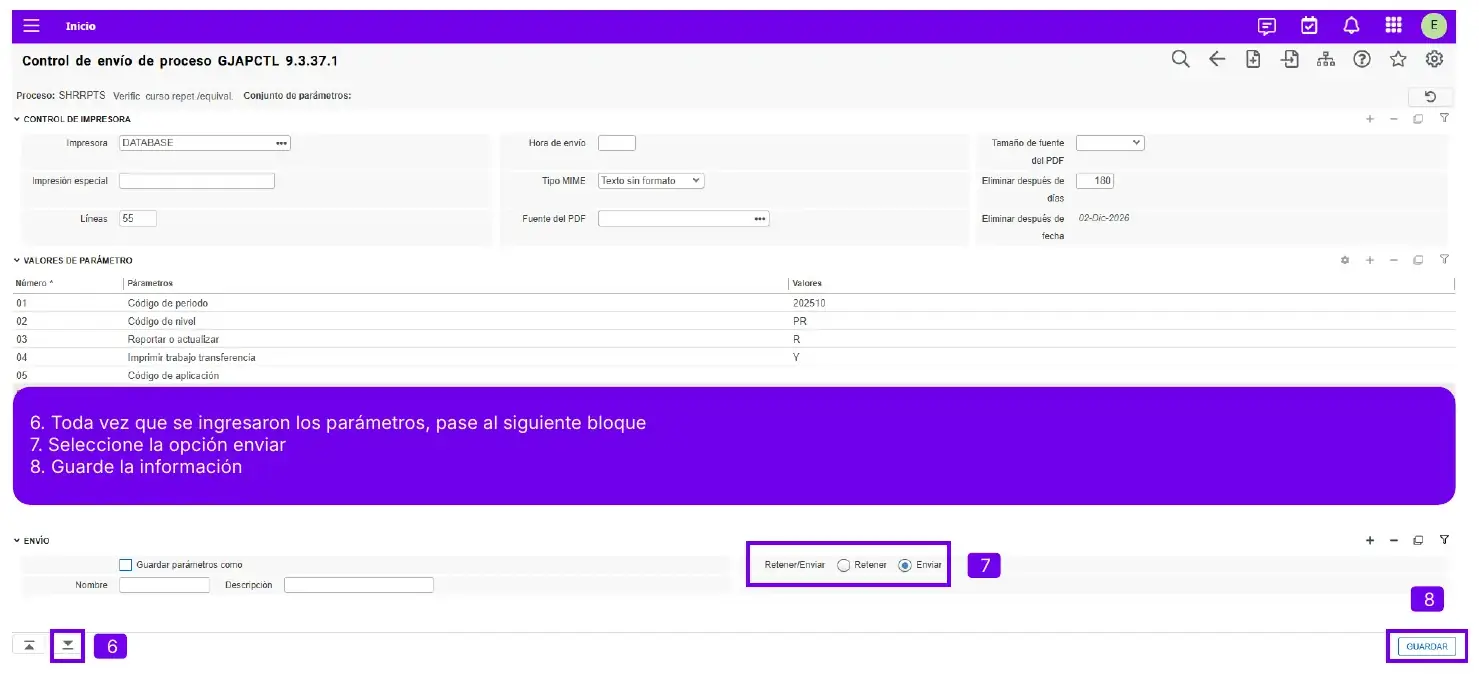 Inicio
E
Control de envío de proceso GJAPCTL 9.3.37.1
Proceso: SHRRPTS Verific curso repet./equival. Conjunto de parámetros:
CONTROL DE IMPRESORA
Impresora DATABASE Hora de envío Tamaño de fuente del PDF
Impresión especial Tipo MIME Texto sin formato Eliminar después de días 180
Líneas 55 Fuente del PDF Eliminar después de fecha 02-Dic-2026
VALORES DE PARÁMETRO
Número * Párametros Valores
01 Código de periodo 202510
02 Código de nivel PR
03 Reportar o actualizar R
04 Imprimir trabajo transferencia Y
05 Código de aplicación
6. Toda vez que se ingresaron los parámetros, pase al siguiente bloque
7. Seleccione la opción enviar
8. Guarde la información
ENVÍO
Guardar parámetros como Retener/Enviar Retener Enviar 7
Nombre Descripción
8
6 GUARDAR